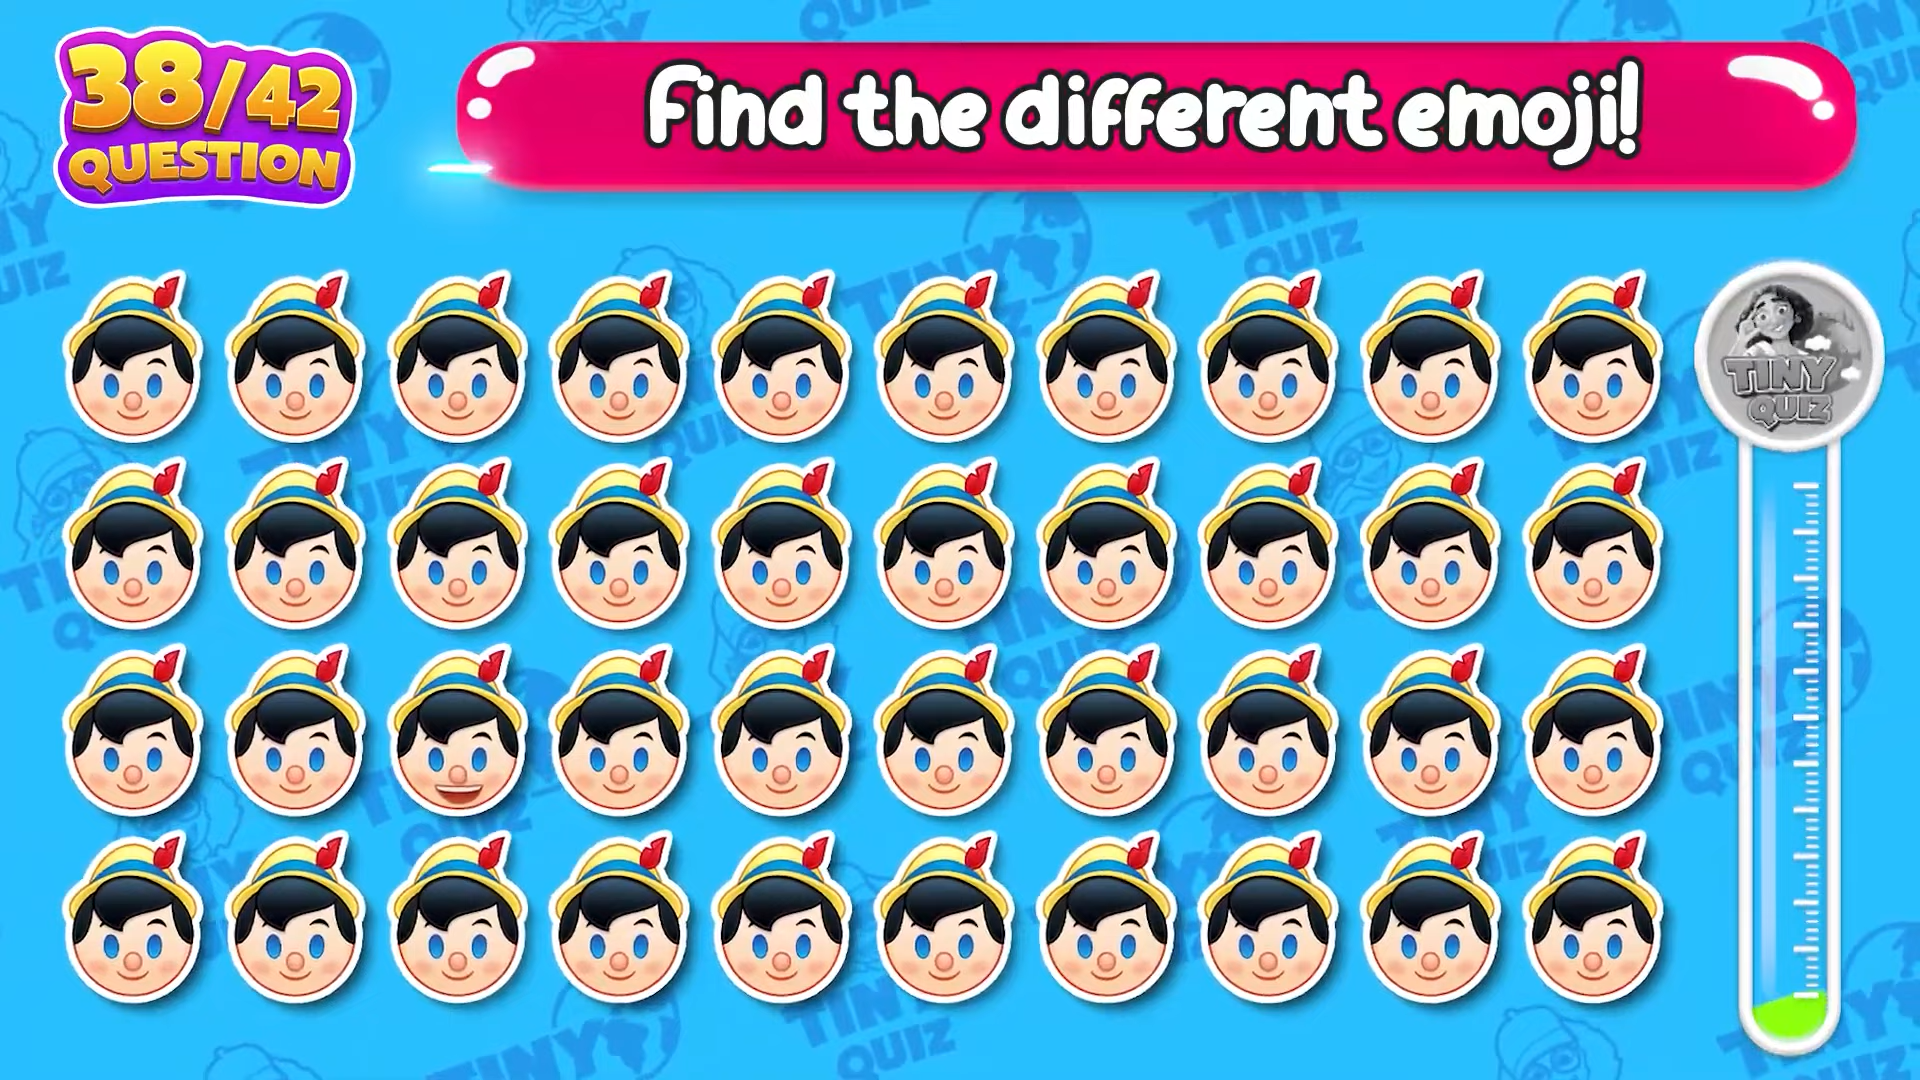 38/42
QUESTION
Find the different emoji!
TINY
QUIZ